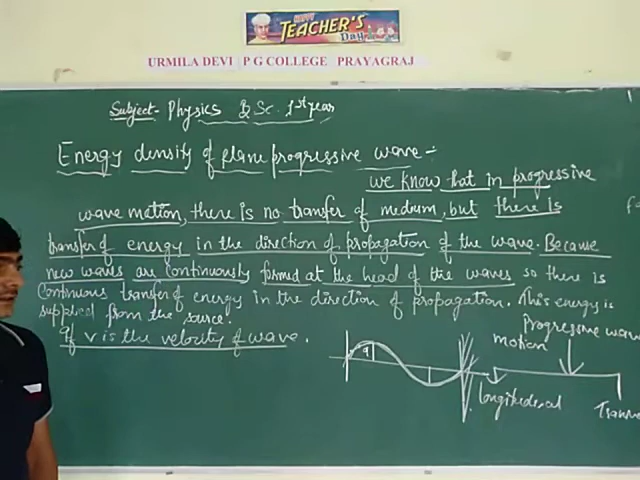 HAPPY
TEACHER'S
Day
URMILA DEVI P G COLLEGE PRAYAGRAJ
Subject- Physics B.Sc. 1st year
Energy density of plane progressive wave :-
we know that in progressive
wave motion, there is no transfer of medium, but there is
transfer of energy in the direction of propagation of the wave. Because
new waves are continuously formed at the head of the waves so there is
continuous transfer of energy in the direction of propagation. This energy is
supplied from the source.
If v is the velocity of wave.
Progressive wave
motion
a
longitudinal